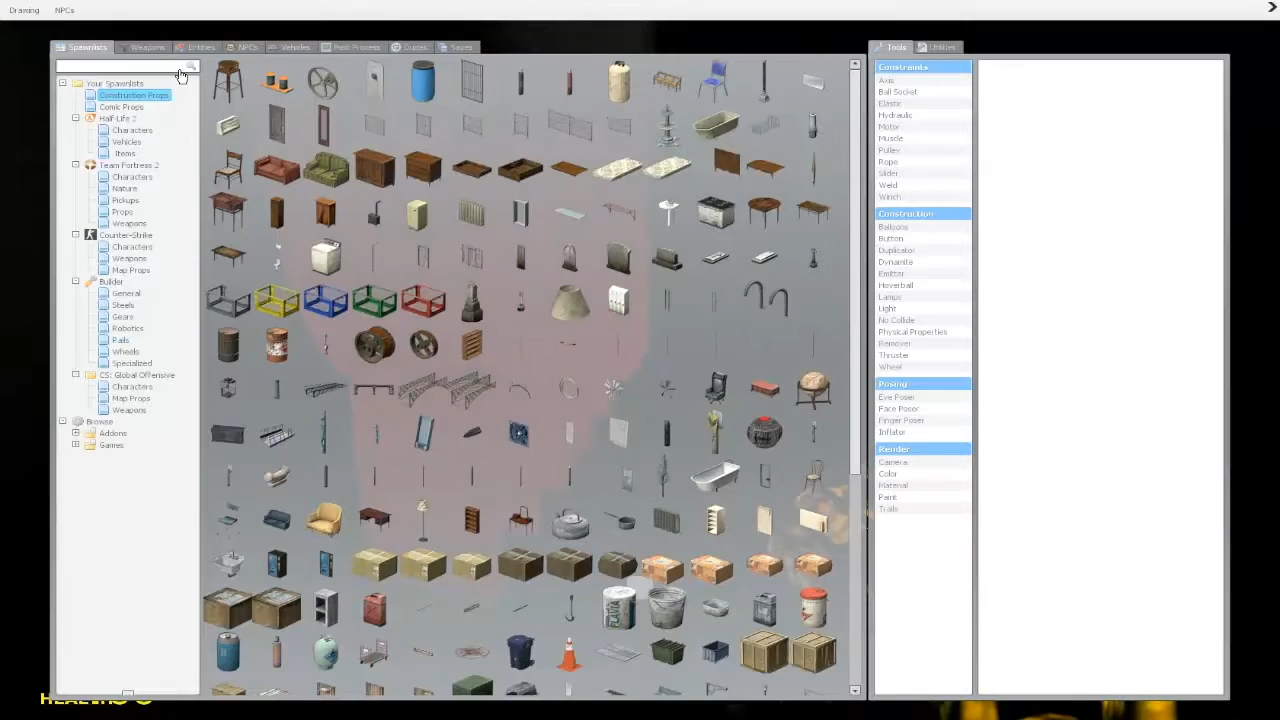 Drawing NPCs
Spawnlists Weapons Entities NPCs Vehicles Post Process Dupes Saves
Tools Utilities
Your Spawnlists
Construction Props
Comic Props
Half-Life 2
Characters
Vehicles
Items
Team Fortress 2
Characters
Nature
Pickups
Props
Weapons
Counter-Strike
Characters
Weapons
Map Props
Builder
General
Steels
Gears
Robotics
Rails
Wheels
Specialized
CS: Global Offensive
Characters
Map Props
Weapons
Browse
Addons
Games
Constraints
Axis
Ball Socket
Elastic
Hydraulic
Motor
Muscle
Pulley
Rope
Slider
Weld
Winch
Construction
Balloons
Button
Duplicator
Dynamite
Emitter
Hoverball
Lamps
Light
No Collide
Physical Properties
Remover
Thruster
Wheel
Posing
Eye Poser
Face Poser
Finger Poser
Inflator
Render
Camera
Color
Material
Paint
Trails